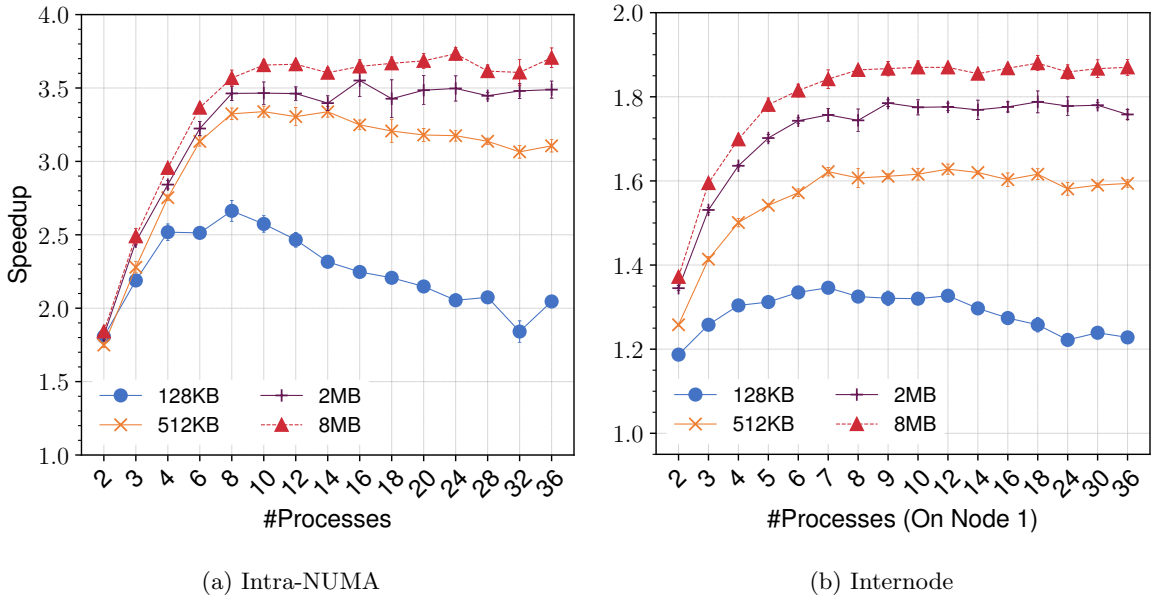 4.0
3.5
3.0
2.5
2.0
1.5
1.0
Speedup
128KB 2MB
512KB 8MB
2 3 4 6 8 10 12 14 16 18 20 24 28 32 36
#Processes
(a) Intra-NUMA
2.0
1.8
1.6
1.4
1.2
1.0
128KB 2MB
512KB 8MB
2 3 4 5 6 7 8 9 10 12 14 16 18 24 30 36
#Processes (On Node 1)
(b) Internode